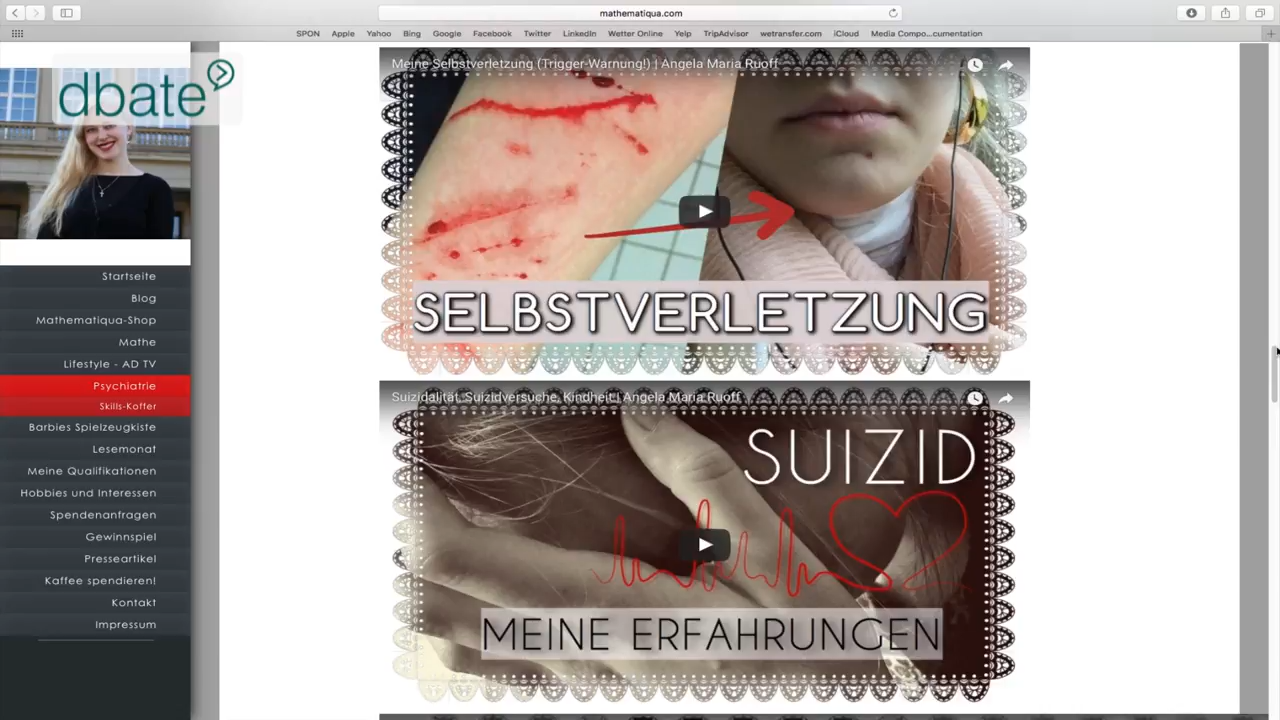 mathematiqua.com
SPON Apple Yahoo Bing Google Facebook Twitter LinkedIn Wetter Online Yelp TripAdvisor wetransfer.com iCloud Media Compo...cumentation
dbate
Startseite
Blog
Mathematiqua-Shop
Mathe
Lifestyle - AD TV
Psychiatrie
Skills-Koffer
Barbies Spielzeugkiste
Lesemonat
Meine Qualifikationen
Hobbies und Interessen
Spendenanfragen
Gewinnspiel
Presseartikel
Kaffee spendieren!
Kontakt
Impressum
Meine Selbstverletzung (Trigger-Warnung!) | Angela Maria Ruoff
SELBSTVERLETZUNG
Suizidalität, Suizidversuche, Kindheit | Angela Maria Ruoff
SUIZID
MEINE ERFAHRUNGEN